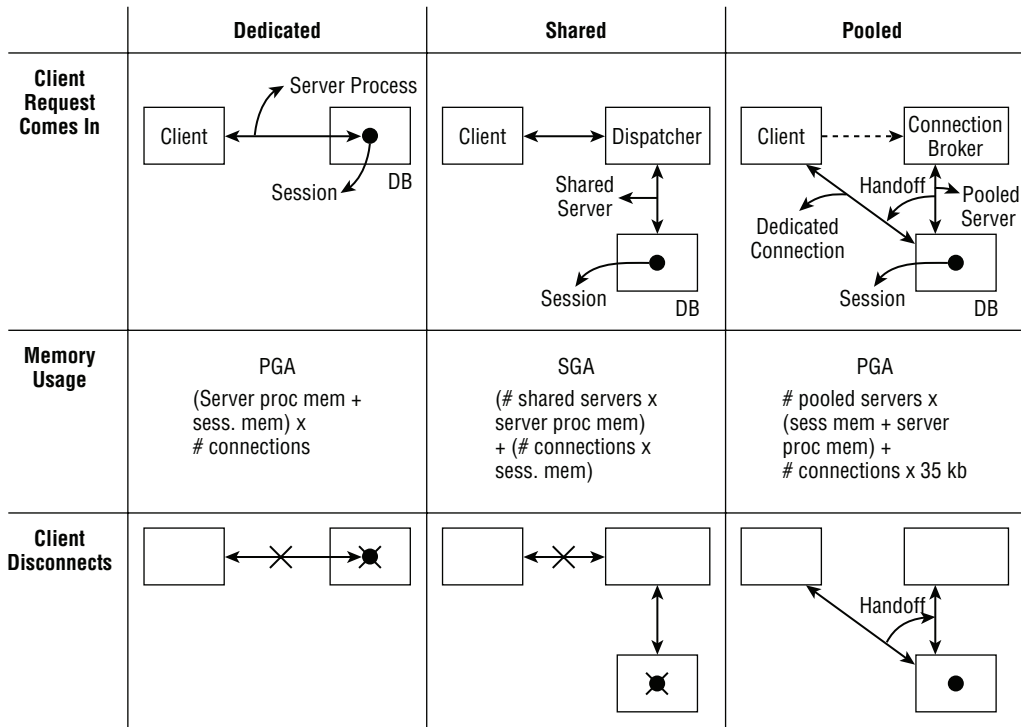 Dedicated
Shared
Pooled
Client
Request
Comes In
Server Process
Client
Session
DB
Client
Dispatcher
Shared
Server
Session
DB
Client
Connection
Broker
Handoff
Pooled
Server
Dedicated
Connection
Session
DB
Memory
Usage
PGA
(Server proc mem +
sess. mem) x
# connections
SGA
(# shared servers x
server proc mem)
+ (# connections x
sess. mem)
PGA
# pooled servers x
(sess mem + server
proc mem) +
# connections x 35 kb
Client
Disconnects
Handoff